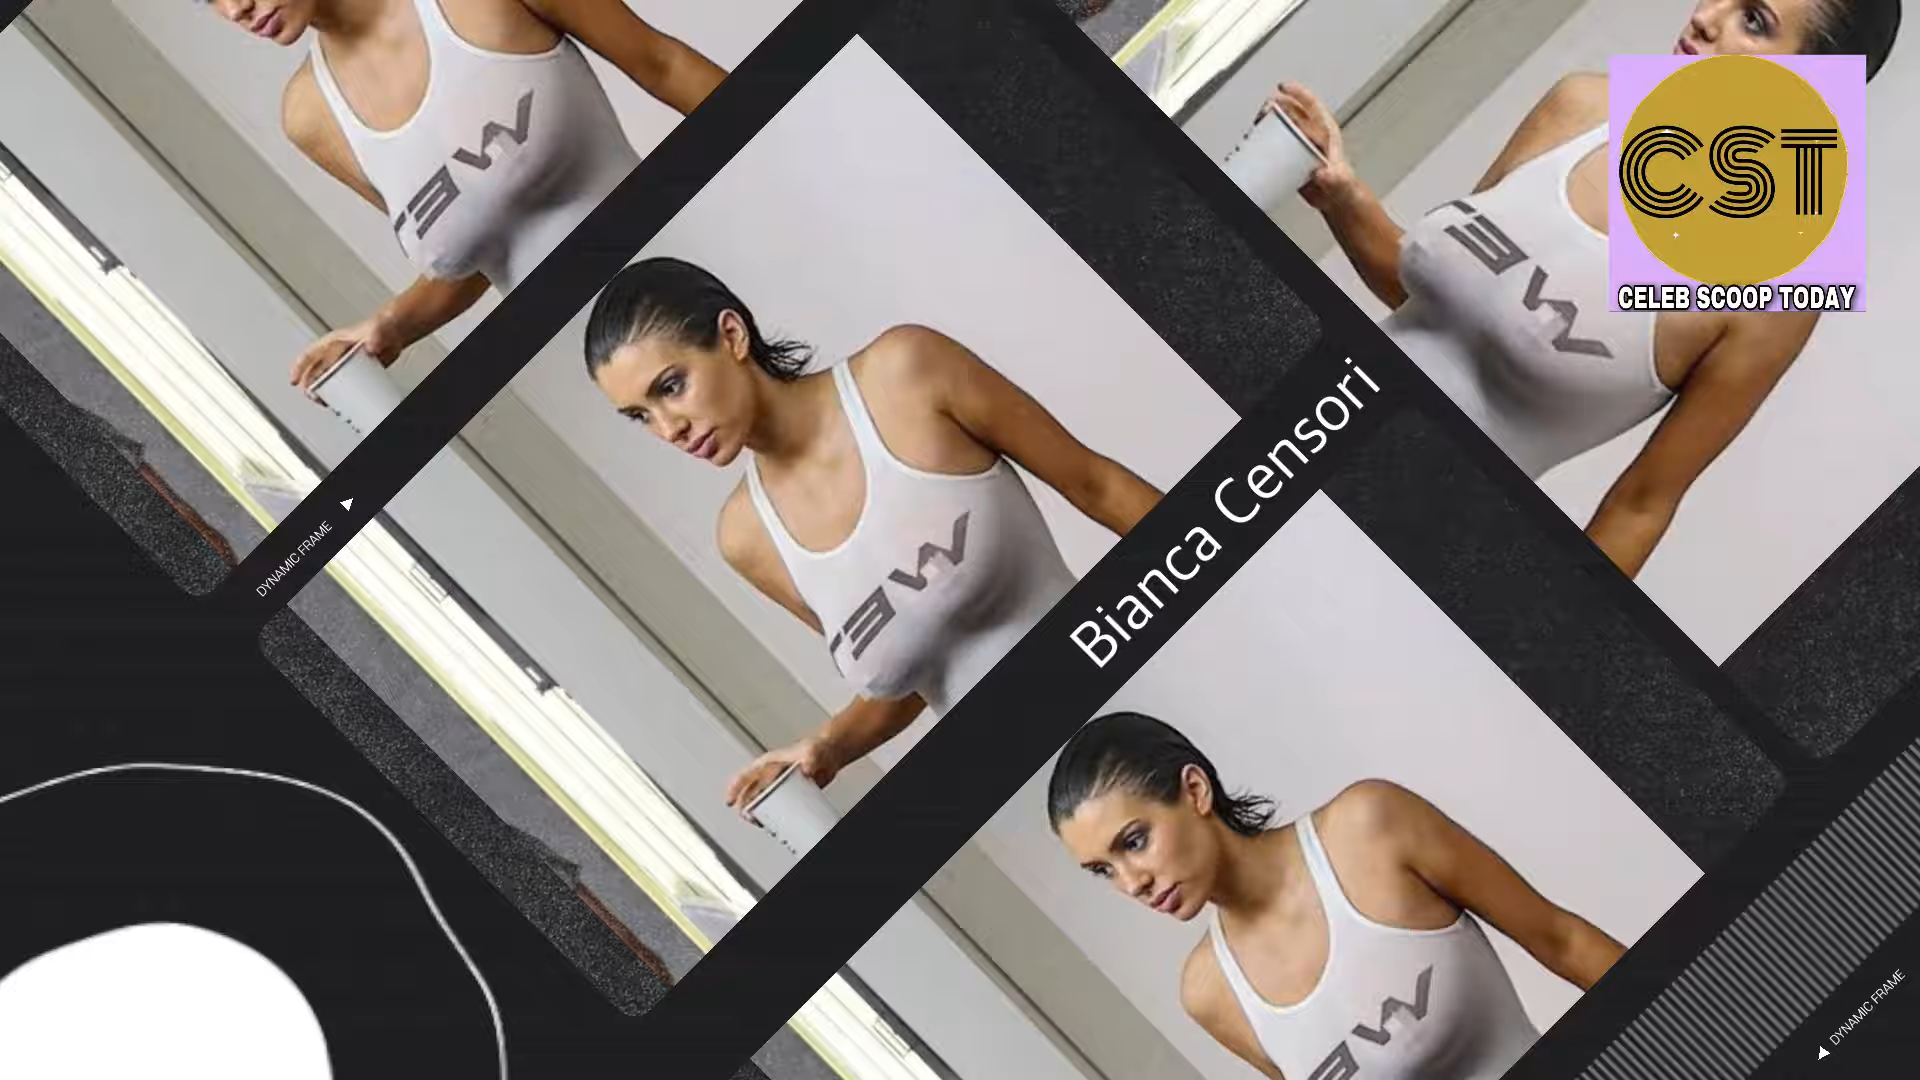 CST
CELEB SCOOP TODAY
Bianca Censori
DYNAMIC FRAME
DYNAMIC FRAME